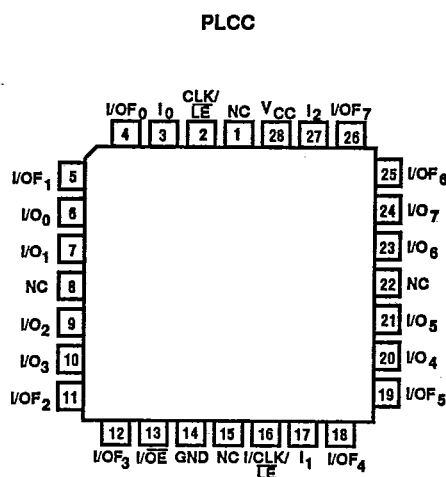 PLCC
I/OF0 I0 CLK/LE NC VCC I2 I/OF7
4 3 2 1 28 27 26
I/OF1 5 25 I/OF6
I/O0 6 24 I/O7
I/O1 7 23 I/O6
NC 8 22 NC
I/O2 9 21 I/O5
I/O3 10 20 I/O4
I/OF2 11 19 I/OF5
12 13 14 15 16 17 18
I/OF3 I/OE GND NC I/CLK/LE I1 I/OF4